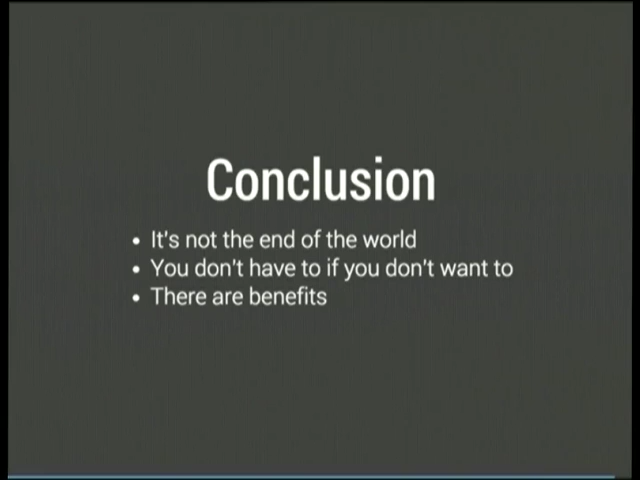 Conclusion
• It's not the end of the world
• You don't have to if you don't want to
• There are benefits